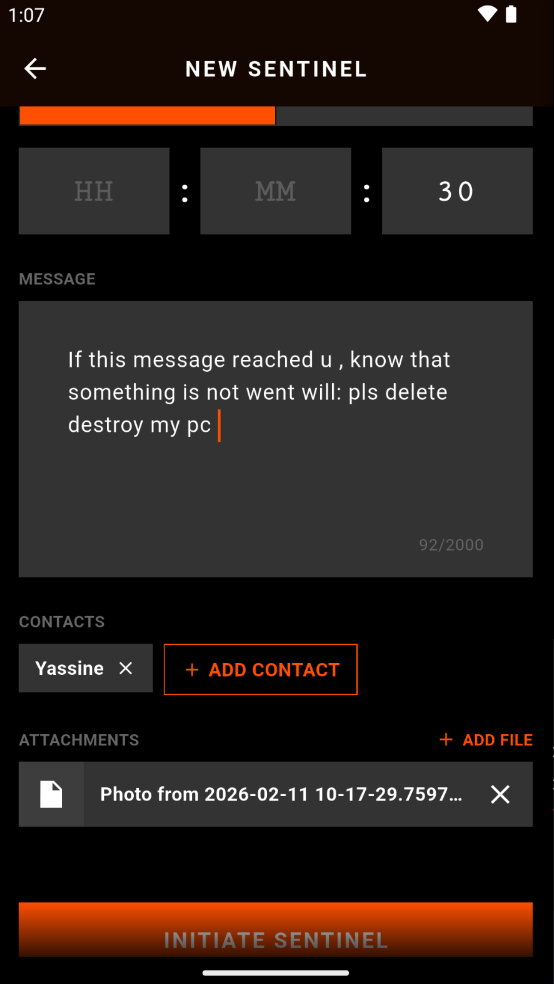 1:07
NEW SENTINEL
HH : MM : 30
MESSAGE
If this message reached u , know that
something is not went will: pls delete
destroy my pc
92/2000
CONTACTS
Yassine
+ ADD CONTACT
ATTACHMENTS + ADD FILE
Photo from 2026-02-11 10-17-29.7597...
INITIATE SENTINEL